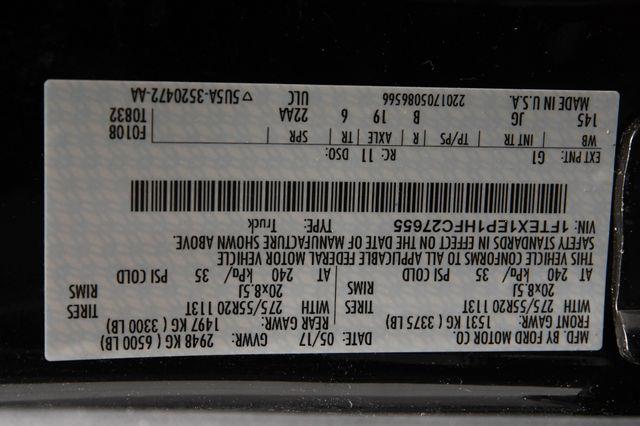 MFD. BY FORD MOTOR CO.
DATE: 05/17 GVWR: 2948 KG ( 6500 LB)
FRONT GAWR: 1531 KG ( 3375 LB) REAR GAWR: 1497 KG ( 3300 LB)
WITH 275/55R20 113T TIRES WITH 275/55R20 113T TIRES
20x8.5J RIMS 20x8.5J RIMS
AT 240 kPa/ 35 PSI COLD AT 240 kPa/ 35 PSI COLD
THIS VEHICLE CONFORMS TO ALL APPLICABLE FEDERAL MOTOR VEHICLE
SAFETY STANDARDS IN EFFECT ON THE DATE OF MANUFACTURE SHOWN ABOVE.
VIN: 1FTEX1EP1HFC27655 TYPE: Truck
EXT PNT: G1 RC: 11 DSO:
WB INT TR TP/PS R AXLE TR SPR F0108
145 JG B 19 6 22AA T0832
MADE IN U.S.A. 2201705086566 ULC ▽ 5U5A-3520472-AA